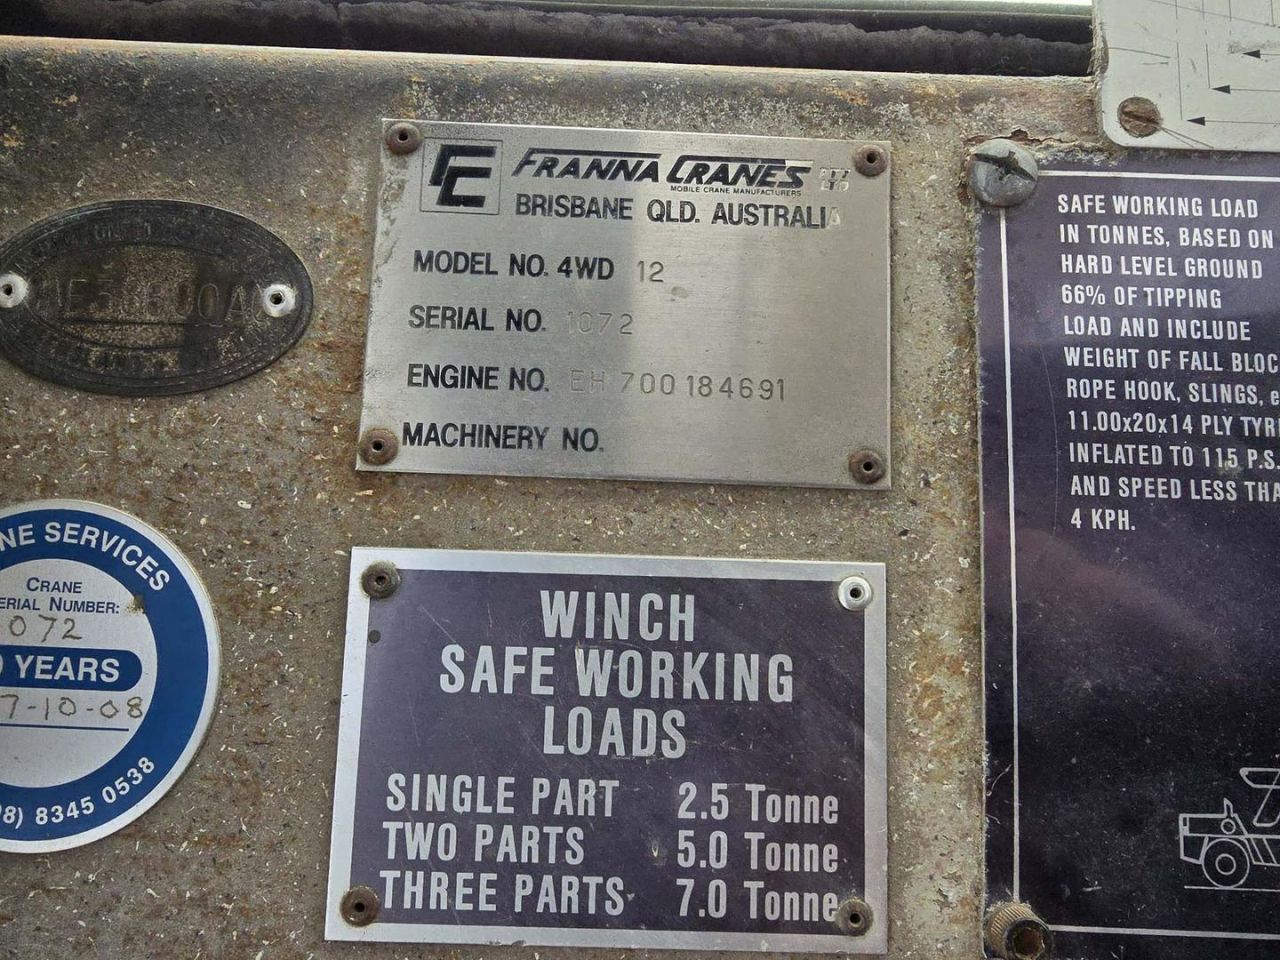 FC
FRANNA CRANES PTY LTD
MOBILE CRANE MANUFACTURERS
BRISBANE QLD. AUSTRALIA
MODEL NO. 4WD 12
SERIAL NO. 1072
ENGINE NO. EH 700184691
MACHINERY NO.
NE SERVICES
CRANE
ERIAL NUMBER:
072
YEARS
7-10-08
8) 8345 0538
WINCH
SAFE WORKING
LOADS
SINGLE PART 2.5 Tonne
TWO PARTS 5.0 Tonne
THREE PARTS 7.0 Tonne
SAFE WORKING LOAD
IN TONNES, BASED ON
HARD LEVEL GROUND
66% OF TIPPING
LOAD AND INCLUDE
WEIGHT OF FALL BLOC
ROPE HOOK, SLINGS, e
11.00x20x14 PLY TYR
INFLATED TO 115 P.S.
AND SPEED LESS THA
4 KPH.